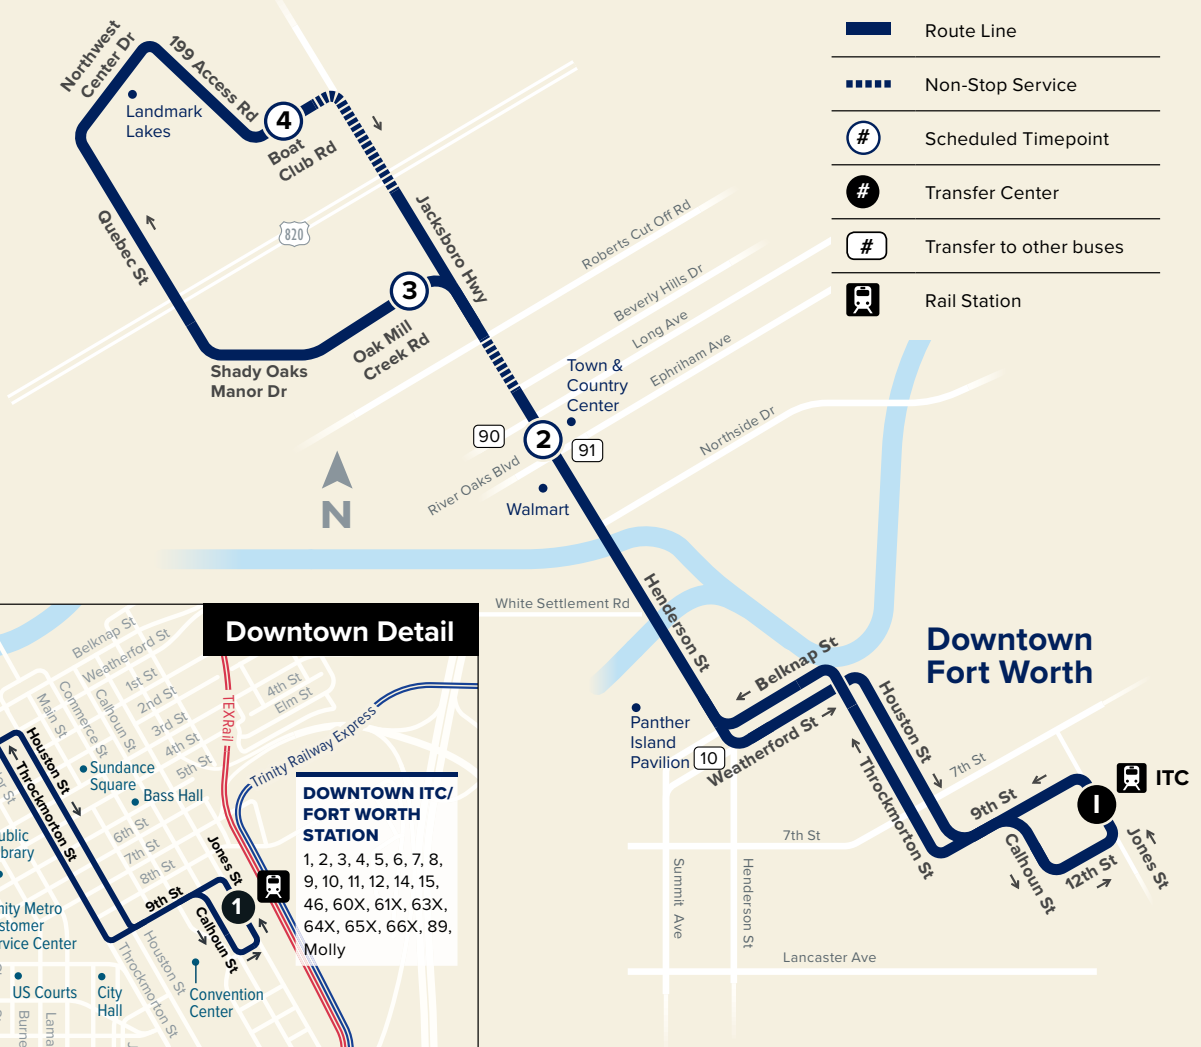 Route Line
Non-Stop Service
#
Scheduled Timepoint
#
Transfer Center
#
Transfer to other buses
Rail Station
Northwest
Center Dr
199 Access Rd
Landmark
Lakes
4
Boat
Club Rd
Quebec St
820
Jacksboro Hwy
3
Oak Mill
Creek Rd
Shady Oaks
Manor Dr
Roberts Cut Off Rd
Beverly Hills Dr
Long Ave
Ephriham Ave
Town &
Country
Center
90
2
91
Northside Dr
River Oaks Blvd
Walmart
N
White Settlement Rd
Henderson St
Downtown
Fort Worth
Belknap St
Weatherford St
Panther
Island
Pavilion
10
Houston St
Throckmorton St
7th St
9th St
I
ITC
Calhoun St
12th St
Jones St
7th St
Summit Ave
Henderson St
Lancaster Ave
Downtown Detail
Belknap St
Weatherford St
1st St
2nd St
3rd St
4th St
5th St
Main St
Commerce St
Calhoun St
4th St
Elm St
TEXRail
Trinity Railway Express
Houston St
Throckmorton St
Sundance
Square
Bass Hall
6th St
7th St
8th St
9th St
Jones St
1
Calhoun St
DOWNTOWN ITC/
FORT WORTH
STATION
1, 2, 3, 4, 5, 6, 7, 8,
9, 10, 11, 12, 14, 15,
46, 60X, 61X, 63X,
64X, 65X, 66X, 89,
Molly
ublic
brary
nity Metro
stomer
rvice Center
US Courts
City
Hall
Houston St
Throckmorton St
Convention
Center
Burne
Lama